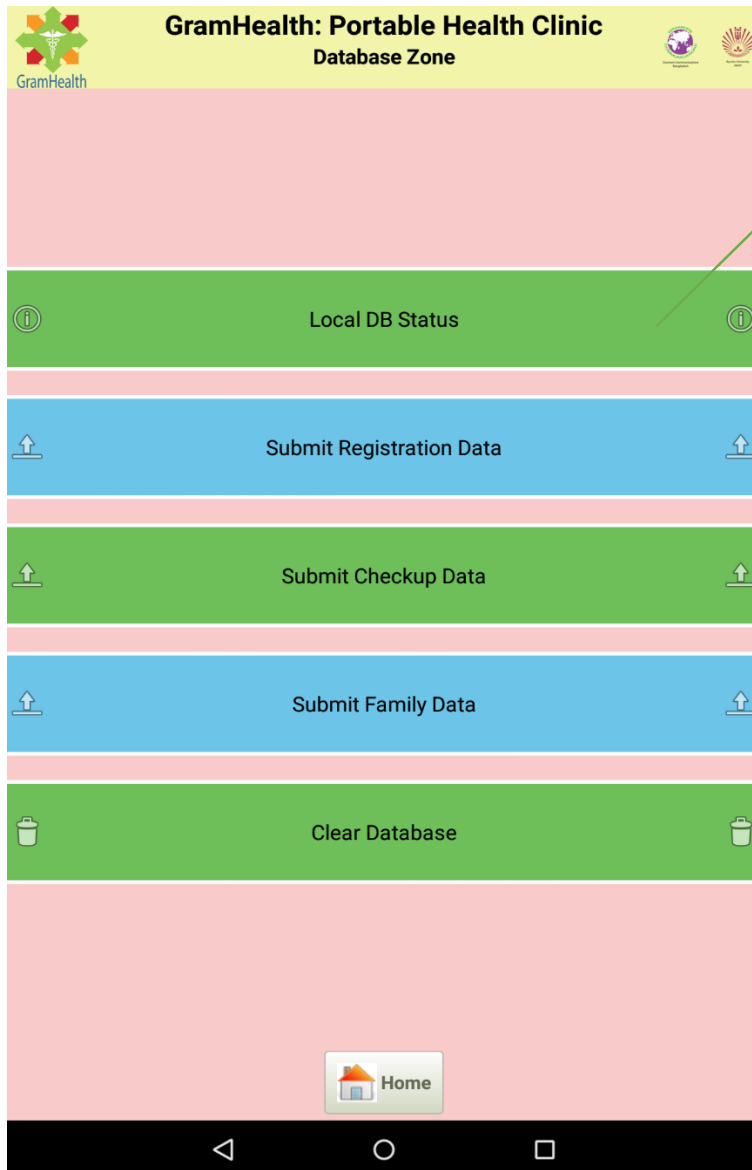 GramHealth: Portable Health Clinic
Database Zone
GramHealth
Local DB Status
Submit Registration Data
Submit Checkup Data
Submit Family Data
Clear Database
Home